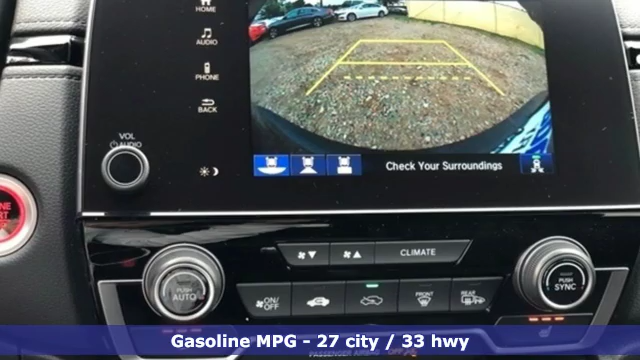 HOME
AUDIO
PHONE
BACK
VOL
AUDIO
Check Your Surroundings
CLIMATE
PUSH
AUTO
ON/
OFF
FRONT
REAR
PUSH
SYNC
Gasoline MPG - 27 city / 33 hwy
PASSENGER